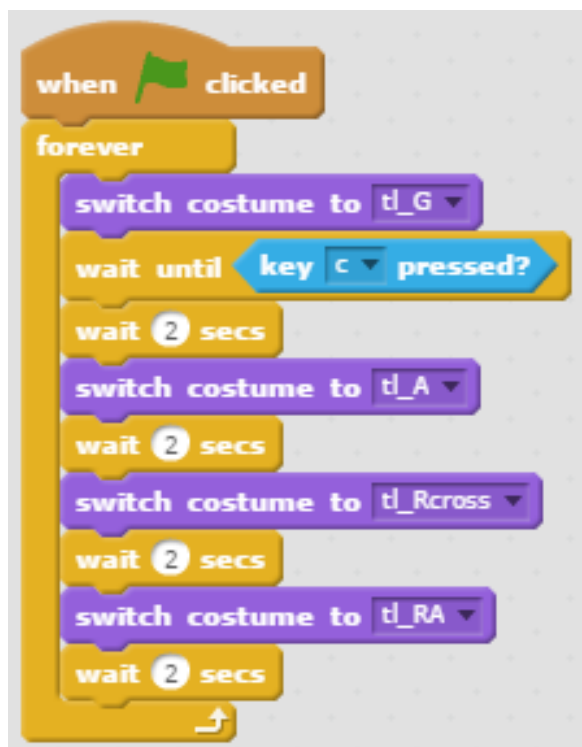 when clicked
forever
switch costume to tl_G
wait until key c pressed?
wait 2 secs
switch costume to tl_A
wait 2 secs
switch costume to tl_Rcross
wait 2 secs
switch costume to tl_RA
wait 2 secs